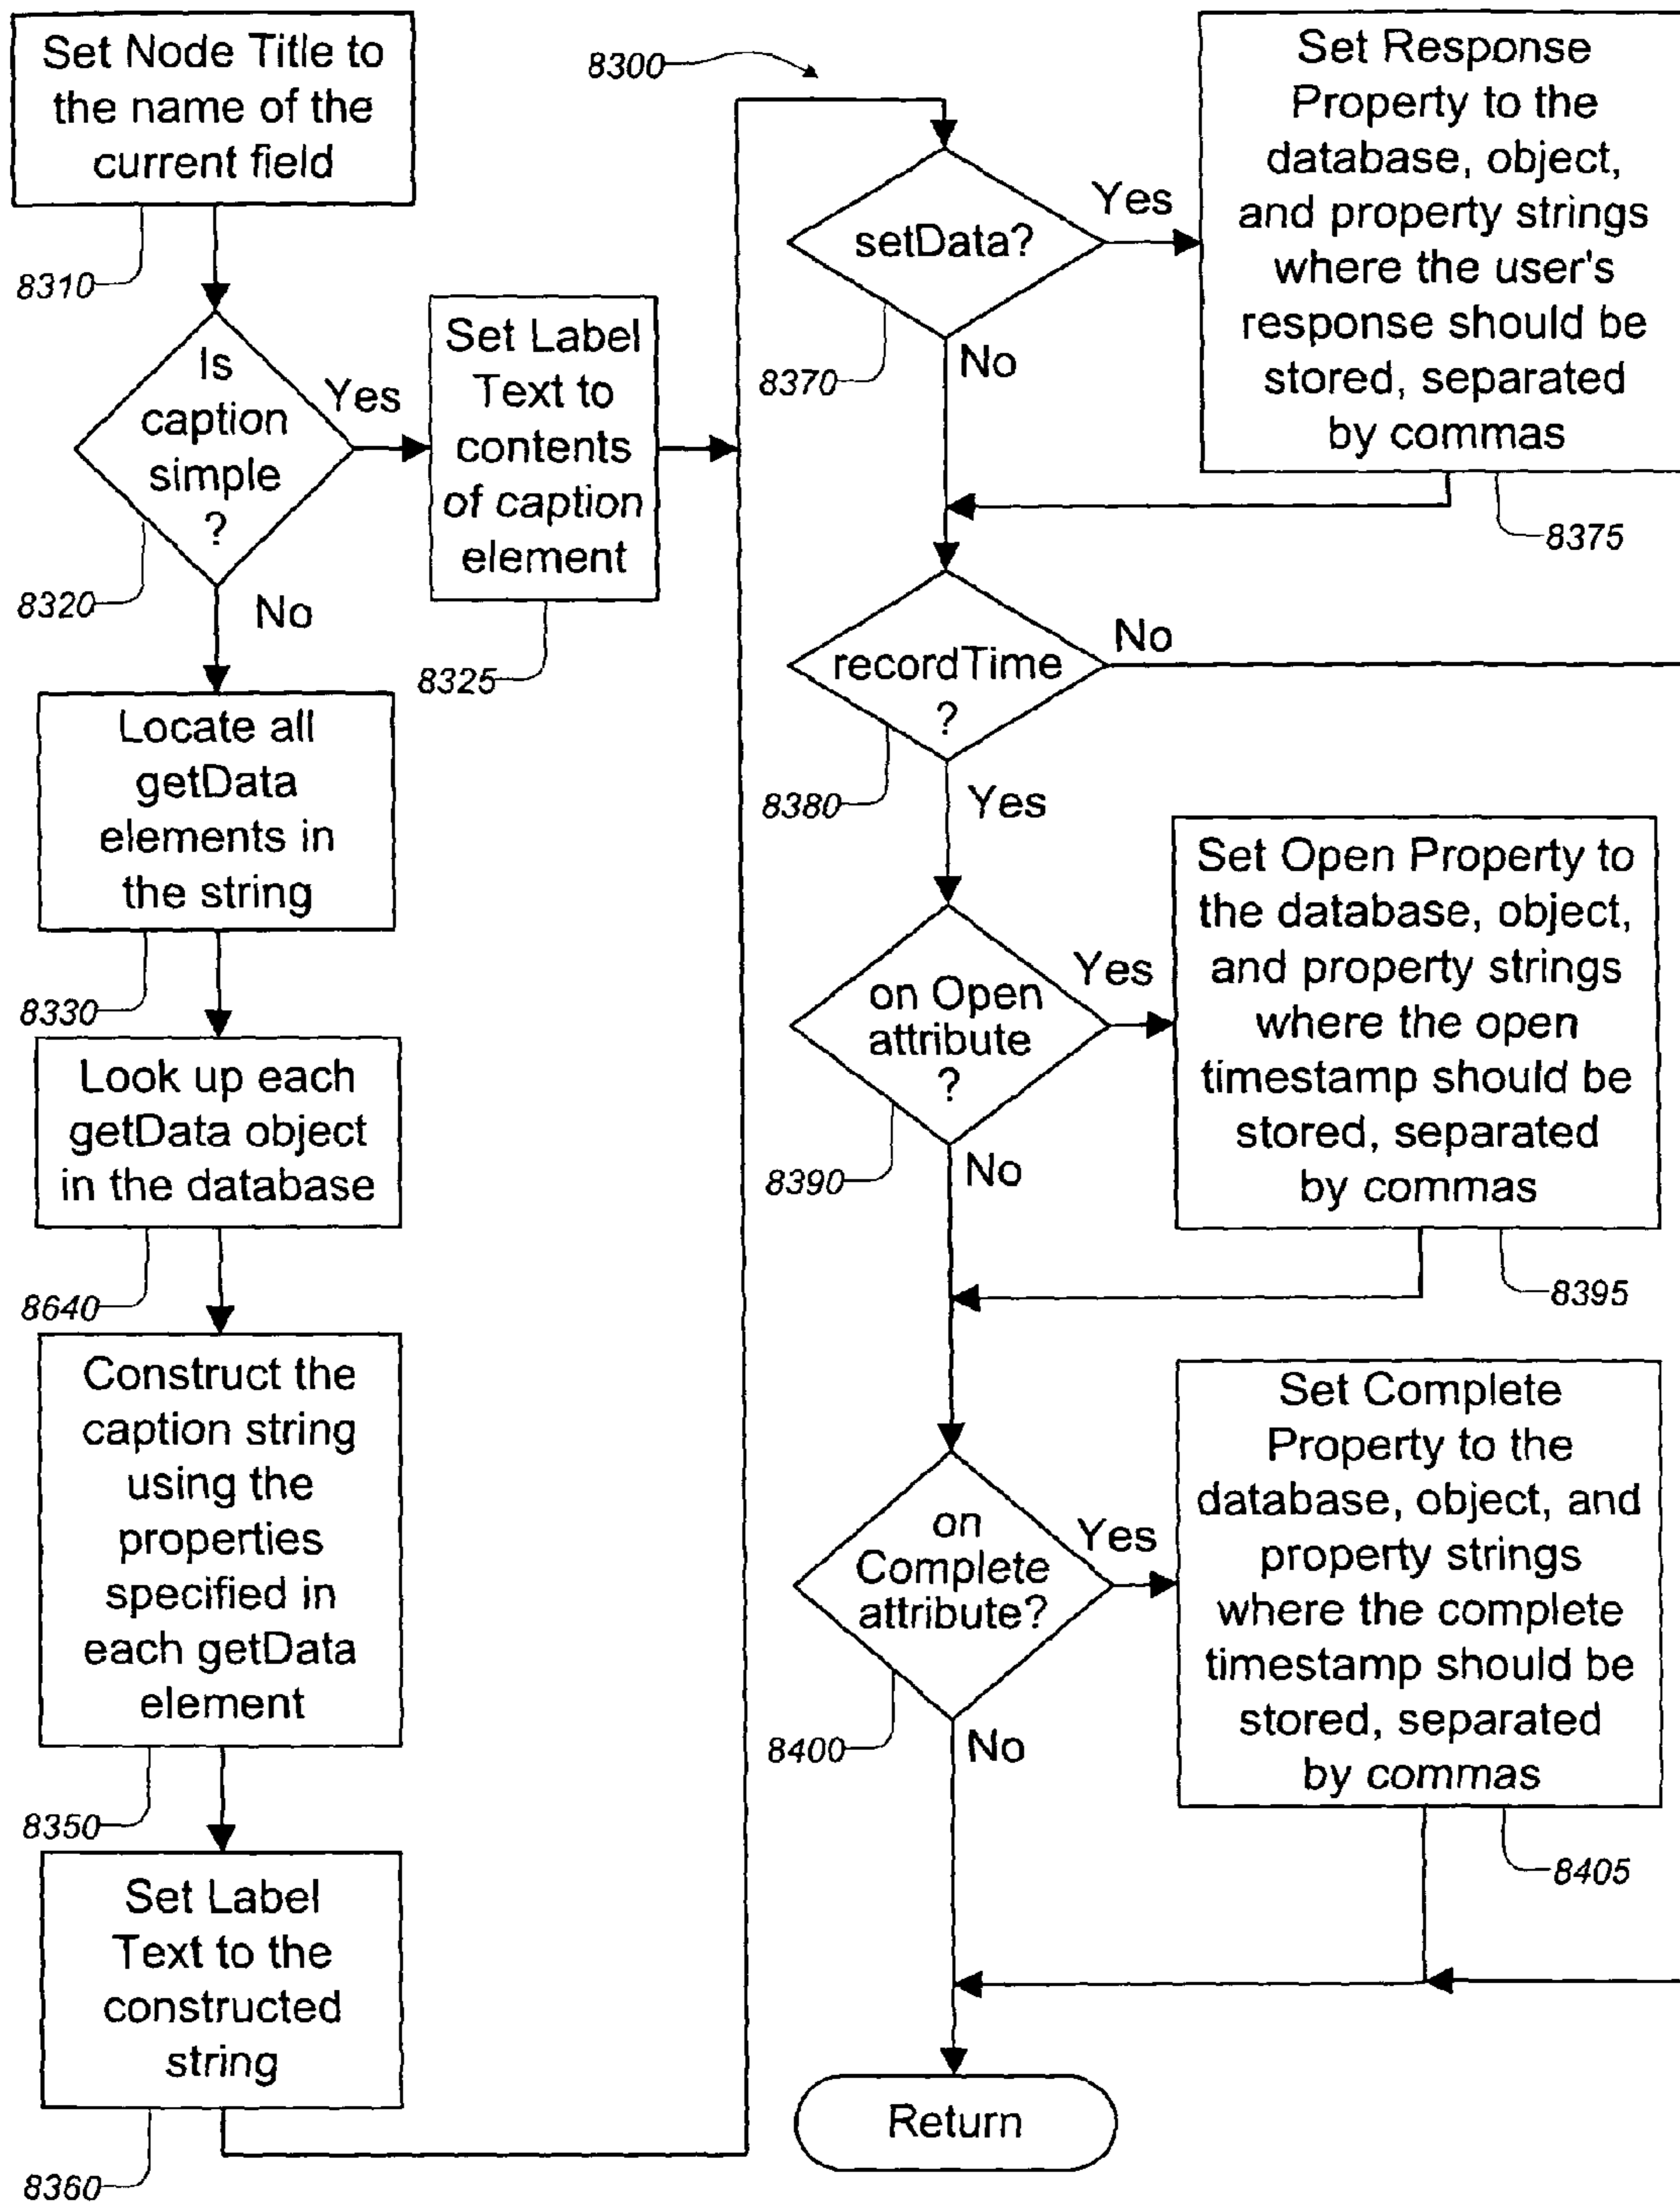 Set Node Title to
the name of the
current field
8310
Is
caption
simple
?
Yes
No
8320
Set Label
Text to
contents
of caption
element
8325
Locate all
getData
elements in
the string
8330
Look up each
getData object
in the database
8640
Construct the
caption string
using the
properties
specified in
each getData
element
8350
Set Label
Text to the
constructed
string
8360
8300
setData?
Yes
No
8370
Set Response
Property to the
database, object,
and property strings
where the user's
response should be
stored, separated
by commas
8375
recordTime
?
No
Yes
8380
on Open
attribute
?
Yes
No
8390
Set Open Property to
the database, object,
and property strings
where the open
timestamp should be
stored, separated
by commas
8395
on
Complete
attribute?
Yes
No
8400
Set Complete
Property to the
database, object, and
property strings
where the complete
timestamp should be
stored, separated
by commas
8405
Return